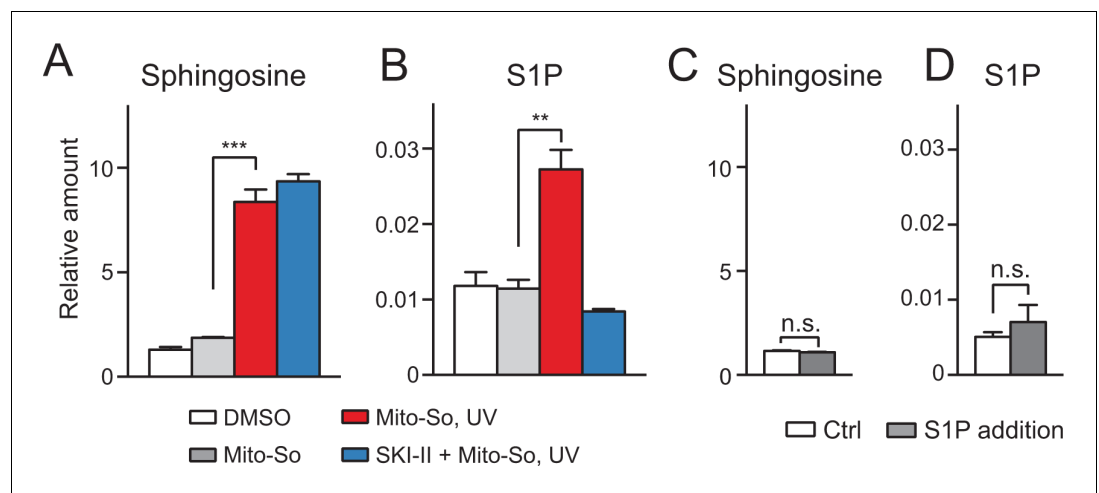 A
Sphingosine
B
S1P
C
Sphingosine
D
S1P
Relative amount
10
5
0
***
0.03
0.02
0.01
0
**
10
5
0
n.s.
0.03
0.02
0.01
0
n.s.
DMSO
Mito-So, UV
Mito-So
SKI-II + Mito-So, UV
Ctrl
S1P addition